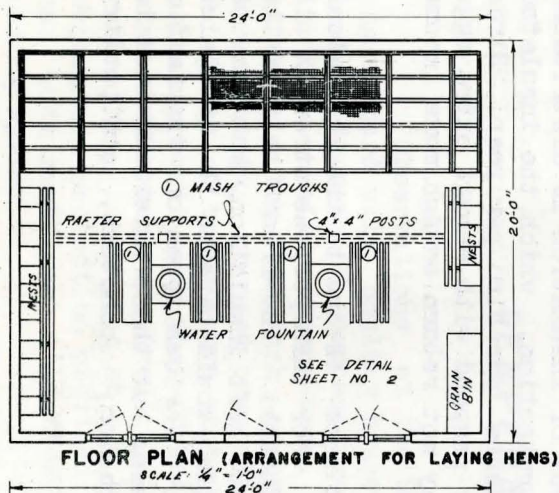 24'-0"
① MASH TROUGHS
RAFTER SUPPORTS
4"x 4" POSTS
20'-0"
NESTS
NESTS
① ① ① ①
WATER FOUNTAIN
SEE DETAIL
SHEET NO. 2
GRAIN
BIN
FLOOR PLAN (ARRANGEMENT FOR LAYING HENS)
SCALE: ¼" = 1'0"
24'-0"